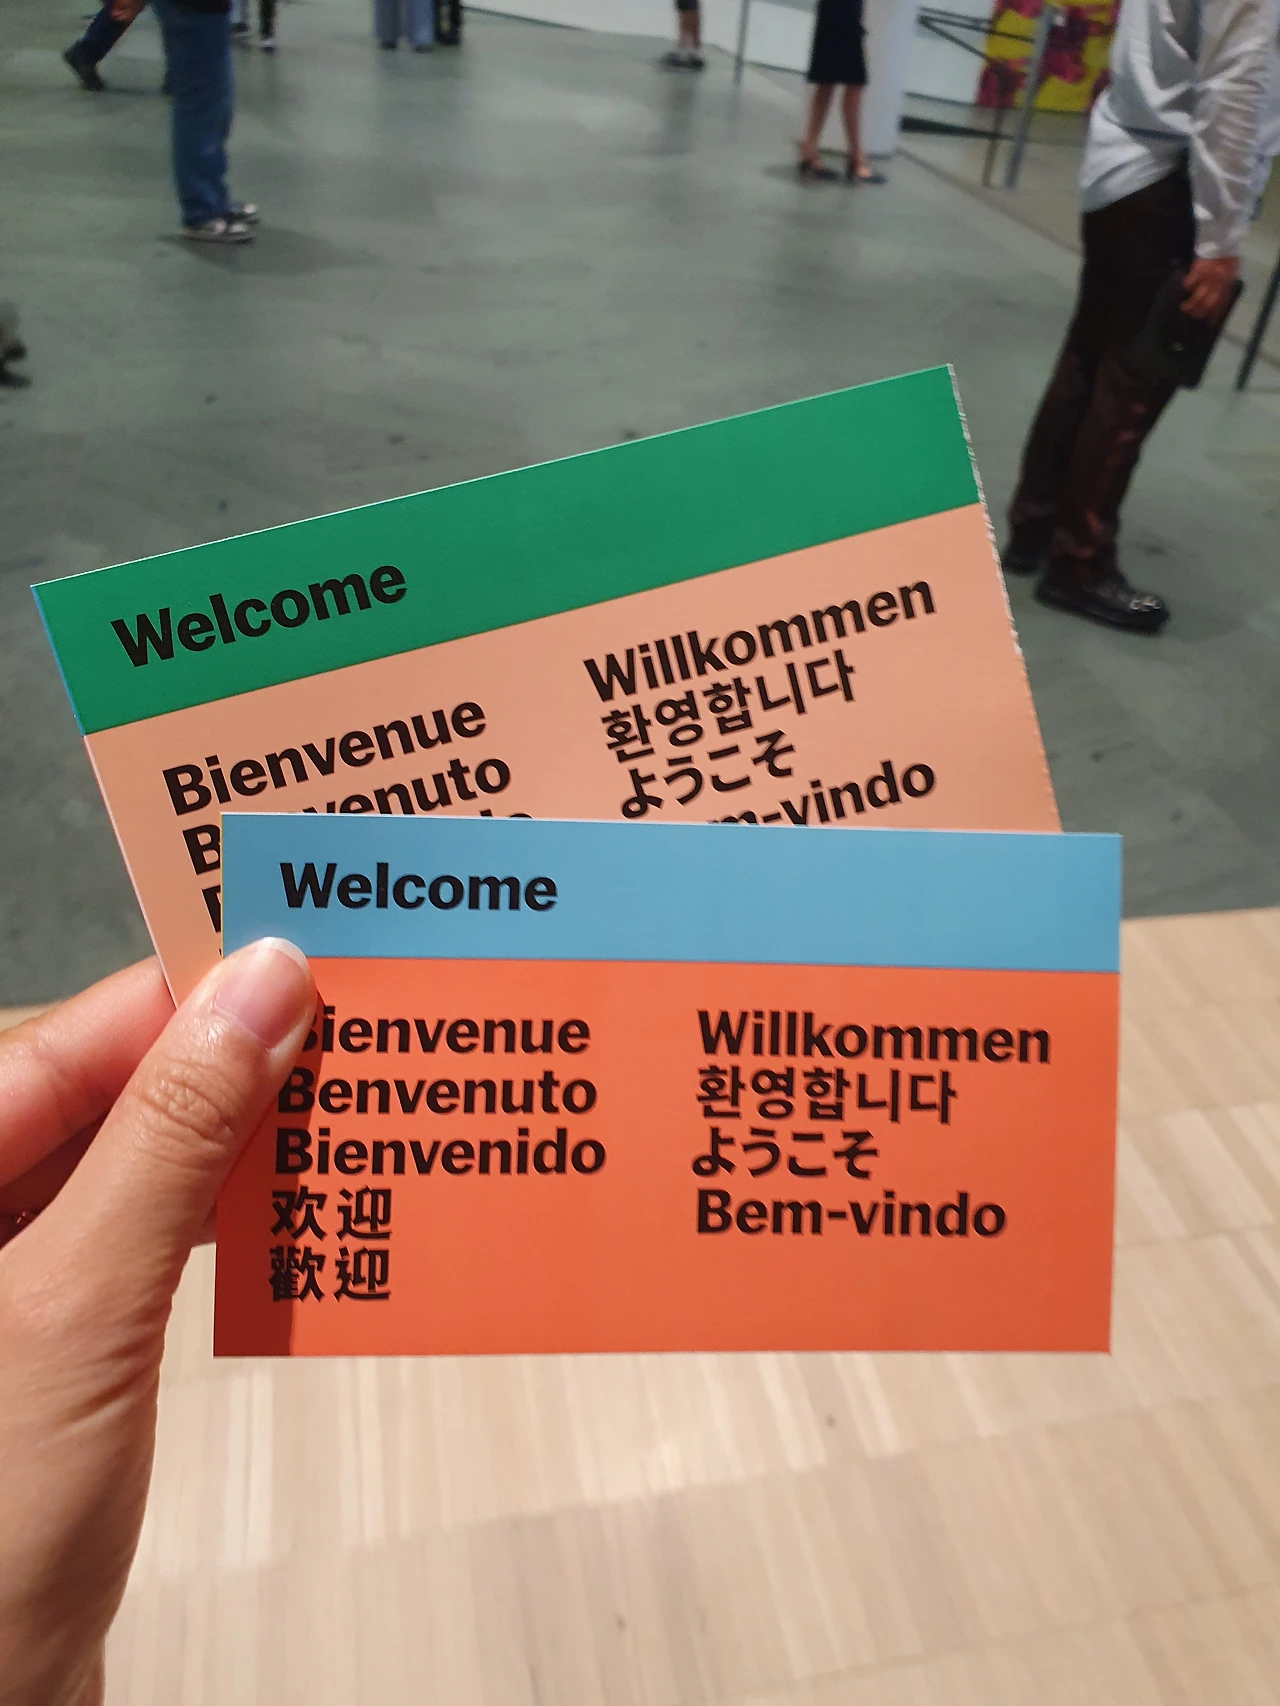 Welcome
Bienvenue
Willkommen
환영합니다
ようこそ
Welcome
Bienvenue
Benvenuto
Bienvenido
欢迎
歡迎
Willkommen
환영합니다
ようこそ
Bem-vindo